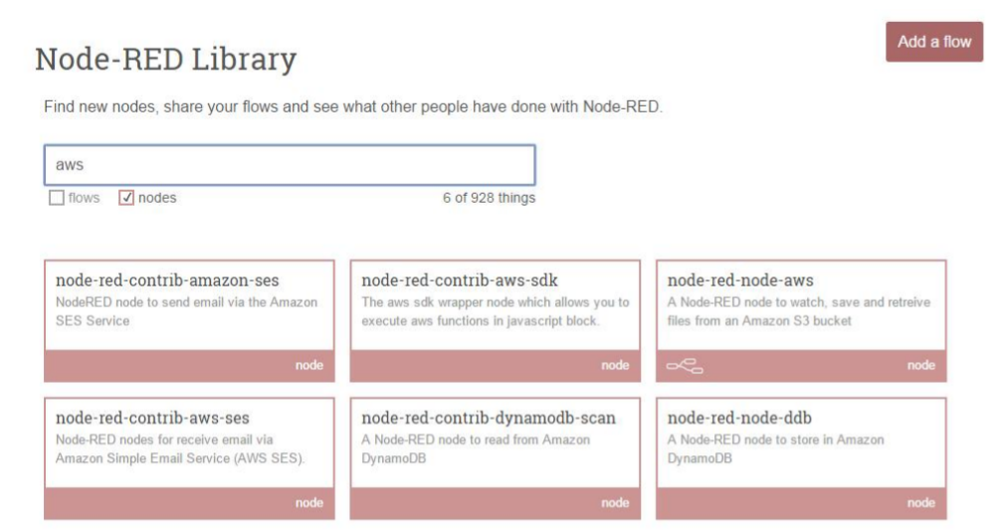 Add a flow
Node-RED Library
Find new nodes, share your flows and see what other people have done with Node-RED.
aws
flows nodes 6 of 928 things
node-red-contrib-amazon-ses
NodeRED node to send email via the Amazon
SES Service
node
node-red-contrib-aws-sdk
The aws sdk wrapper node which allows you to
execute aws functions in javascript block.
node
node-red-node-aws
A Node-RED node to watch, save and retreive
files from an Amazon S3 bucket
node
node-red-contrib-aws-ses
Node-RED nodes for receive email via
Amazon Simple Email Service (AWS SES).
node
node-red-contrib-dynamodb-scan
A Node-RED node to read from Amazon
DynamoDB
node
node-red-node-ddb
A Node-RED node to store in Amazon
DynamoDB
node